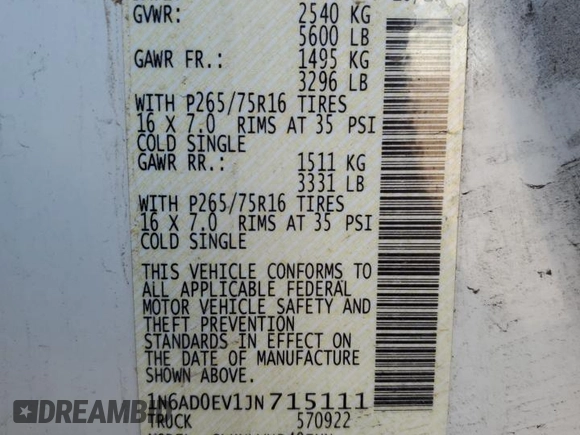 GVWR: 2540 KG
5600 LB
GAWR FR.: 1495 KG
3296 LB
WITH P265/75R16 TIRES
16 X 7.0 RIMS AT 35 PSI
COLD SINGLE
GAWR RR.: 1511 KG
3331 LB
WITH P265/75R16 TIRES
16 X 7.0 RIMS AT 35 PSI
COLD SINGLE
THIS VEHICLE CONFORMS TO
ALL APPLICABLE FEDERAL
MOTOR VEHICLE SAFETY AND
THEFT PREVENTION
STANDARDS IN EFFECT ON
THE DATE OF MANUFACTURE
SHOWN ABOVE.
1N6AD0EV1JN715111
TRUCK 570922
DREAMBID.COM